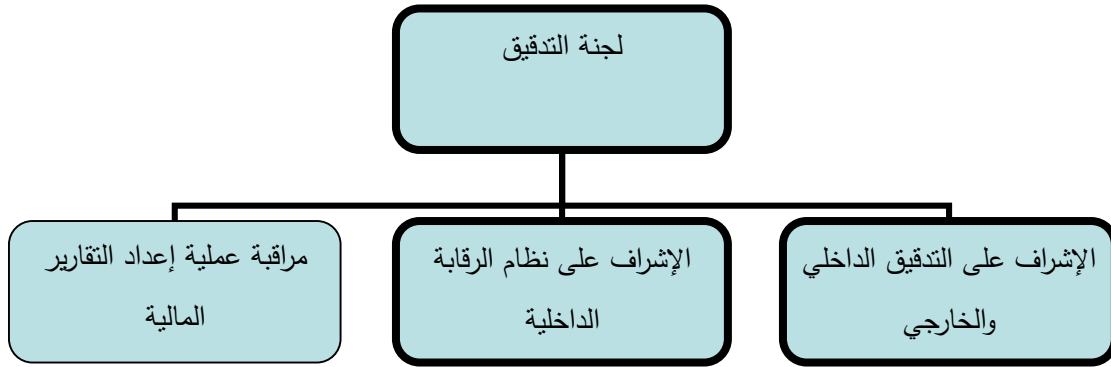 لجنة التدقيق
الإشراف على التدقيق الداخلي
والخارجي
الإشراف على نظام الرقابة
الداخلية
مراقبة عملية إعداد التقارير
المالية